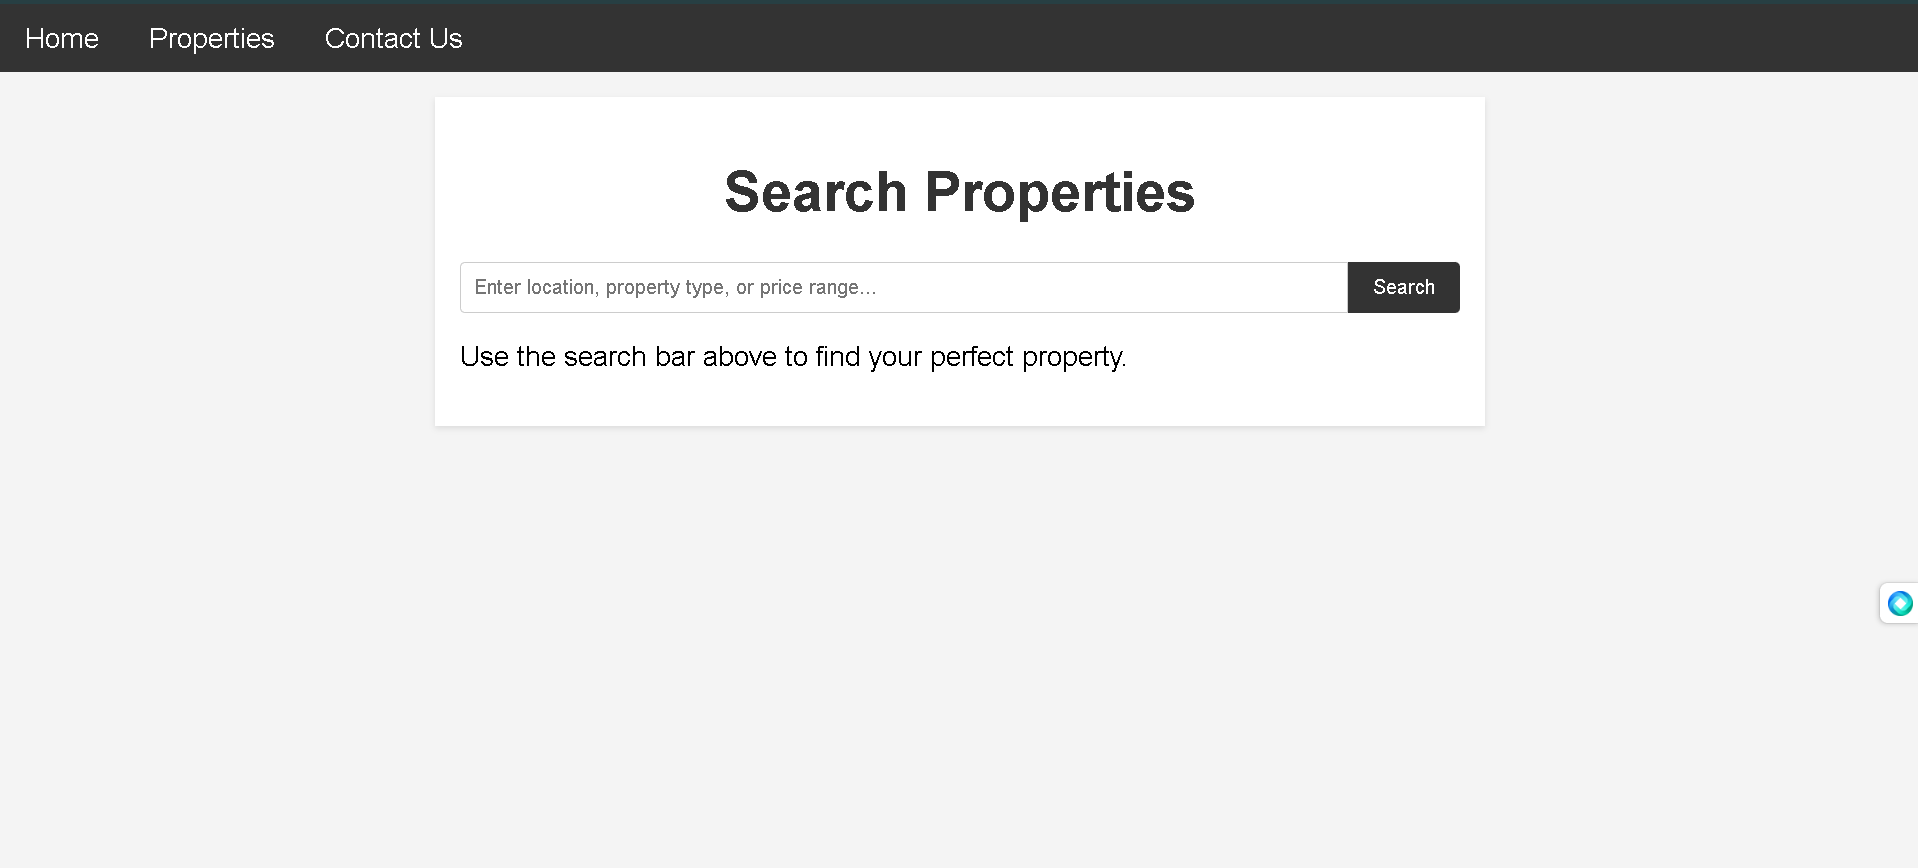 Home Properties Contact Us
Search Properties
Enter location, property type, or price range... Search
Use the search bar above to find your perfect property.